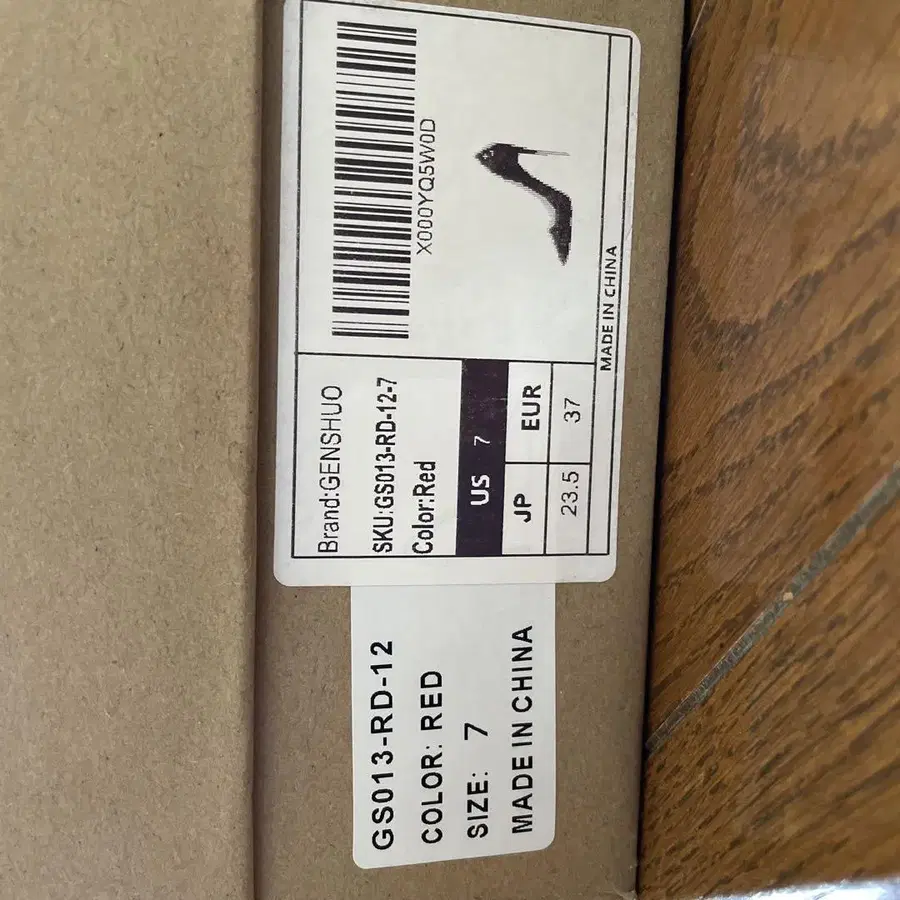 Brand:GENSHUO
SKU:GS013-RD-12-7
Color:Red
US 7
JP EUR
23.5 37
X000YQ5W0D
MADE IN CHINA
GS013-RD-12
COLOR: RED
SIZE: 7
MADE IN CHINA